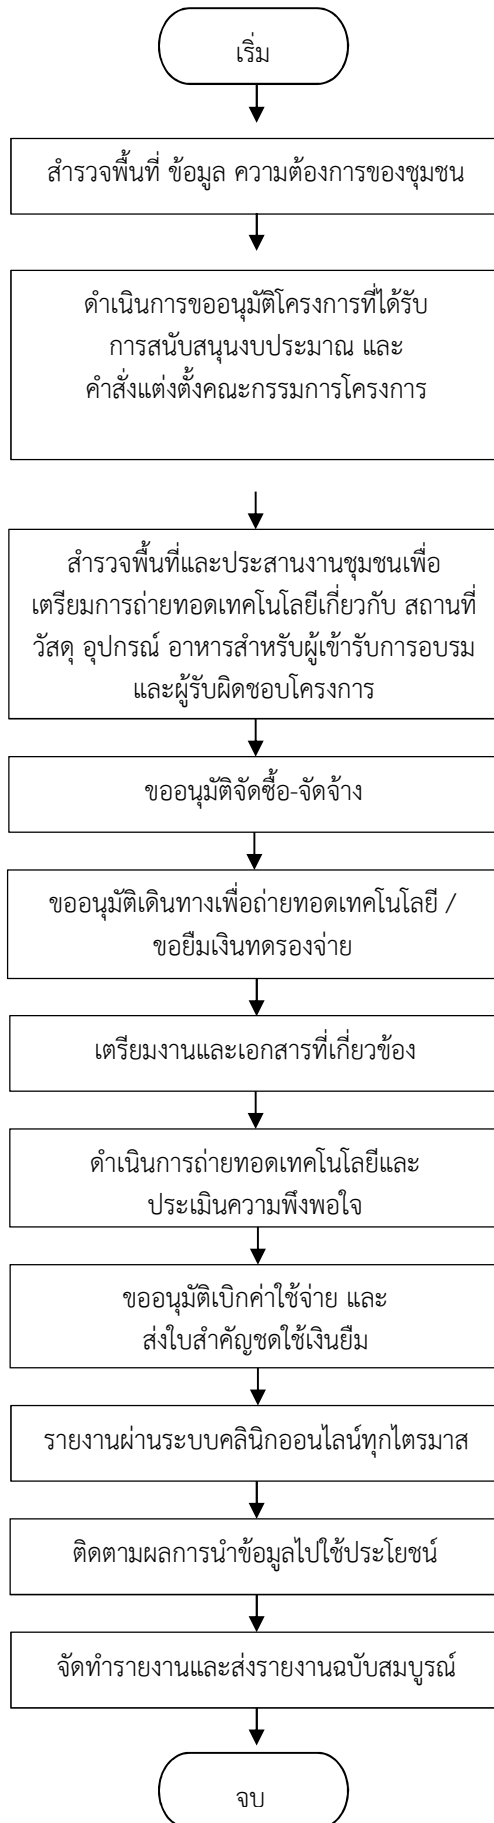 เริ่ม
สำรวจพื้นที่ ข้อมูล ความต้องการของชุมชน
ดำเนินการขออนุมัติโครงการที่ได้รับ
การสนับสนุนงบประมาณ และ
คำสั่งแต่งตั้งคณะกรรมการโครงการ
สำรวจพื้นที่และประสานงานชุมชนเพื่อ
เตรียมการถ่ายทอดเทคโนโลยีเกี่ยวกับ สถานที่
วัสดุ อุปกรณ์ อาหารสำหรับผู้เข้ารับการอบรม
และผู้รับผิดชอบโครงการ
ขออนุมัติจัดซื้อ-จัดจ้าง
ขออนุมัติเดินทางเพื่อถ่ายทอดเทคโนโลยี /
ขอยืมเงินทดรองจ่าย
เตรียมงานและเอกสารที่เกี่ยวข้อง
ดำเนินการถ่ายทอดเทคโนโลยีและ
ประเมินความพึงพอใจ
ขออนุมัติเบิกค่าใช้จ่าย และ
ส่งใบสำคัญชดใช้เงินยืม
รายงานผ่านระบบคลินิกออนไลน์ทุกไตรมาส
ติดตามผลการนำข้อมูลไปใช้ประโยชน์
จัดทำรายงานและส่งรายงานฉบับสมบูรณ์
จบ